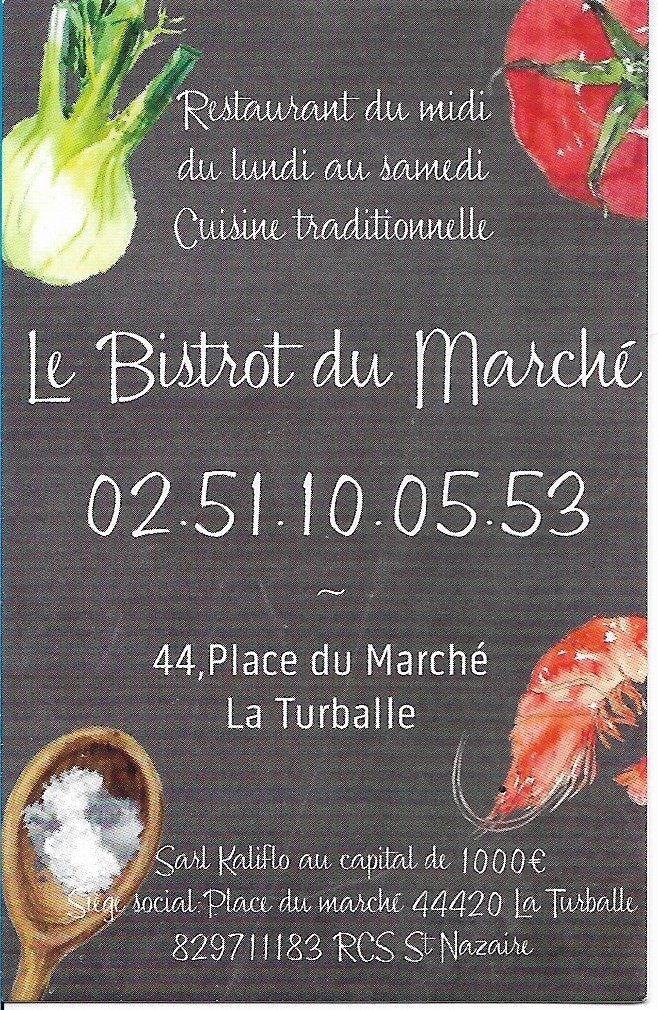 Restaurant du midi
du lundi au samedi
Cuisine traditionnelle
Le Bistrot du Marché
02.51.10.05.53
~
44,Place du Marché
La Turballe
Sarl Kaliflo au capital de 1000€
Siège social:Place du marché 44420 La Turballe
829711183 RCS St Nazaire